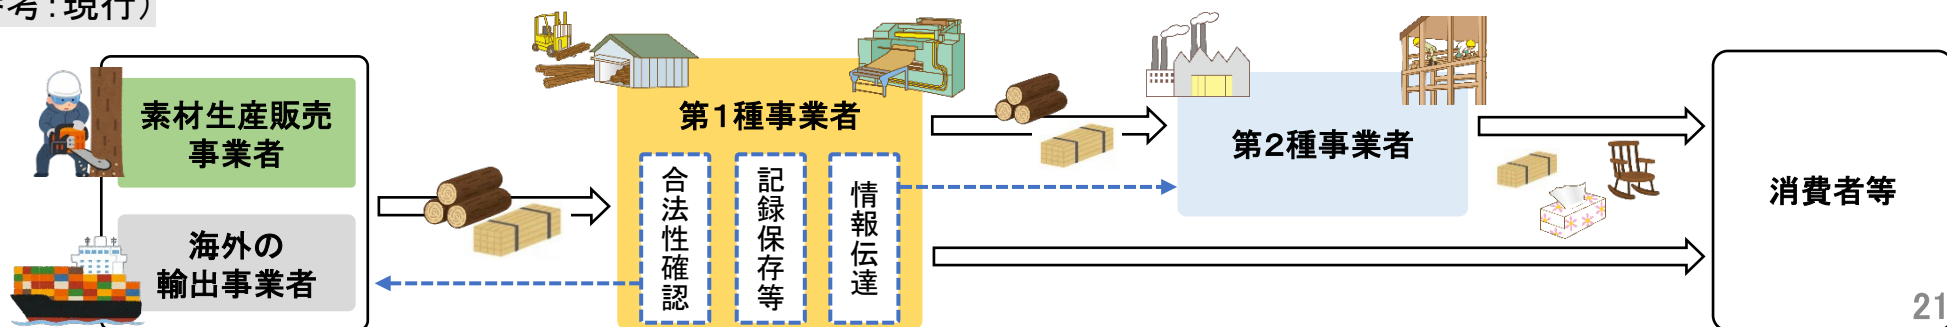 考:現行)
素材生産販売
事業者
海外の
輸出事業者
第1種事業者
合法性確認
記録保存等
情報伝達
第2種事業者
消費者等
21